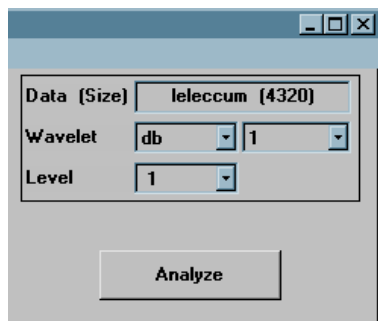 Data (Size) leleccum (4320)
Wavelet db 1
Level 1
Analyze